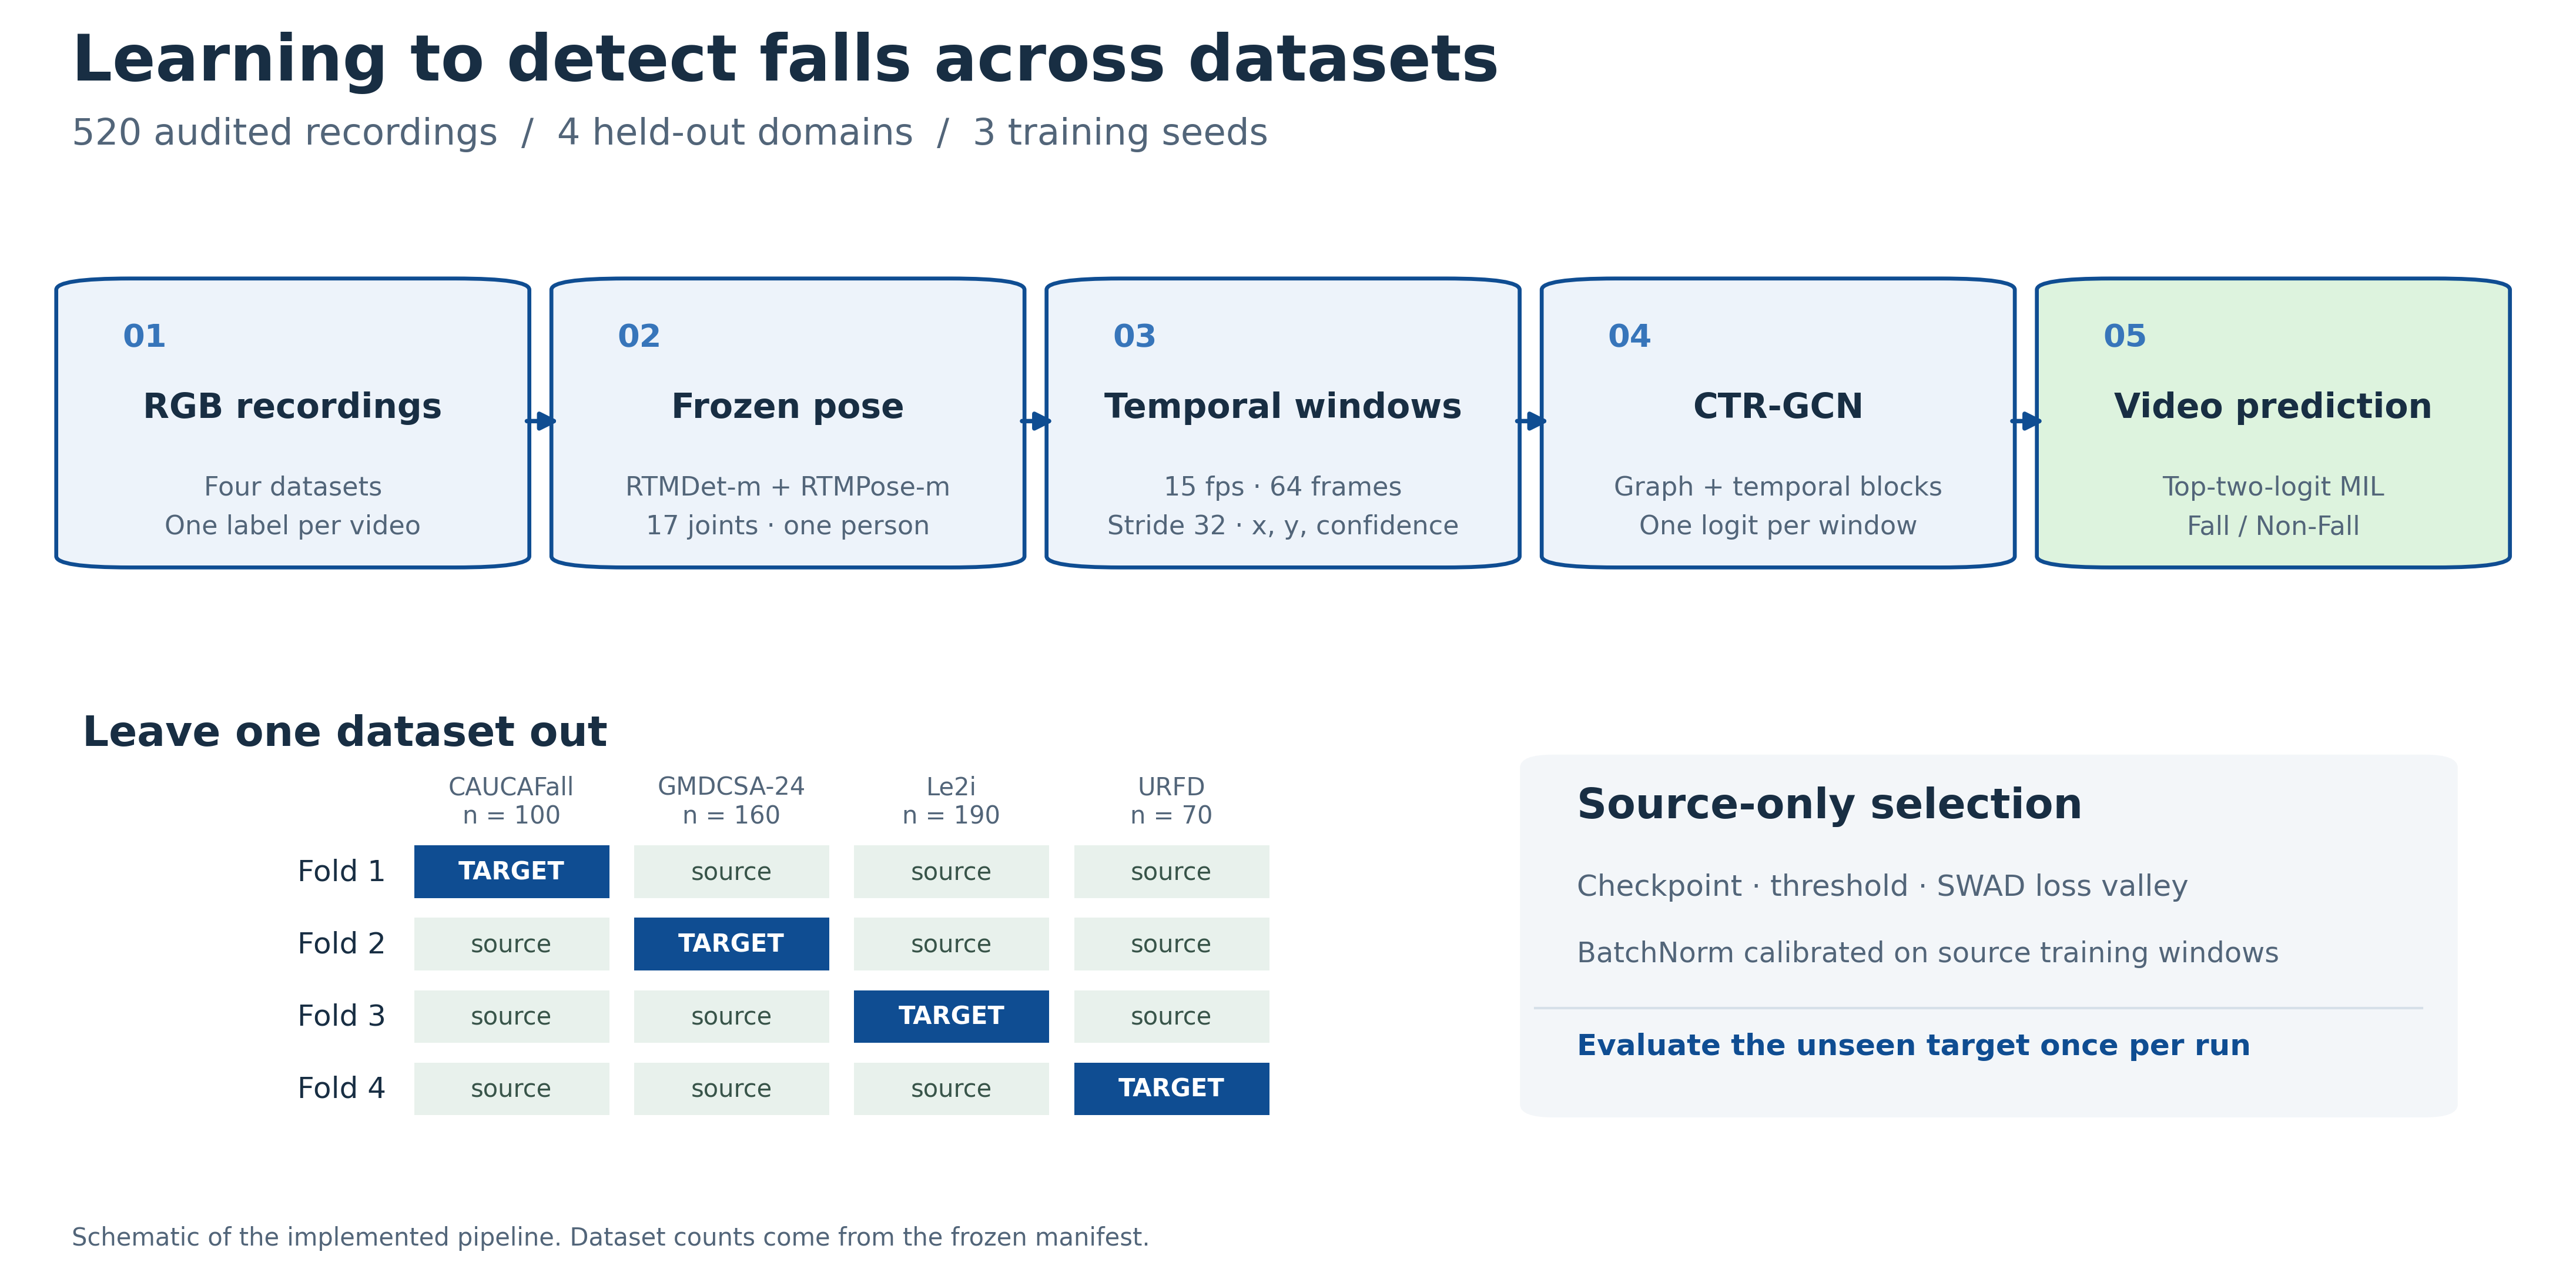 Learning to detect falls across datasets
520 audited recordings / 4 held-out domains / 3 training seeds
01
RGB recordings
Four datasets
One label per video
02
Frozen pose
RTMDet-m + RTMPose-m
17 joints · one person
03
Temporal windows
15 fps · 64 frames
Stride 32 · x, y, confidence
04
CTR-GCN
Graph + temporal blocks
One logit per window
05
Video prediction
Top-two-logit MIL
Fall / Non-Fall
Leave one dataset out
CAUCAFall GMDCSA-24 Le2i URFD
n = 100 n = 160 n = 190 n = 70
Fold 1 TARGET source source source
Fold 2 source TARGET source source
Fold 3 source source TARGET source
Fold 4 source source source TARGET
Source-only selection
Checkpoint · threshold · SWAD loss valley
BatchNorm calibrated on source training windows
Evaluate the unseen target once per run
Schematic of the implemented pipeline. Dataset counts come from the frozen manifest.